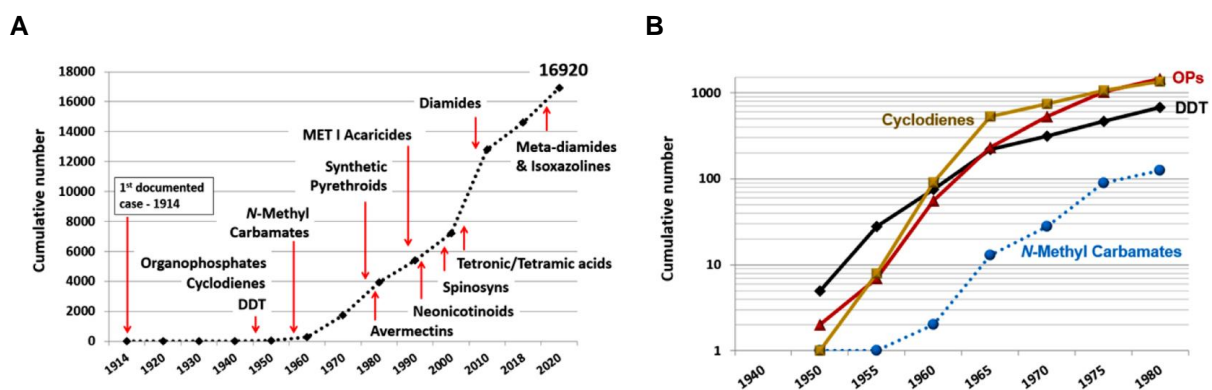 A
B
Cumulative number
18000
16000
14000
12000
10000
8000
6000
4000
2000
0
16920
Diamides
MET I Acaricides
Meta-diamides
& Isoxazolines
Synthetic
Pyrethroids
1st documented
case - 1914
N-Methyl
Carbamates
Organophosphates
Cyclodienes
DDT
Tetronic/Tetramic acids
Spinosyns
Neonicotinoids
Avermectins
1914
1920
1930
1940
1950
1960
1970
1980
1990
2000
2010
2018
2020
Cumulative number
1000
100
10
1
OPs
Cyclodienes
DDT
N-Methyl Carbamates
1940
1950
1955
1960
1965
1970
1975
1980